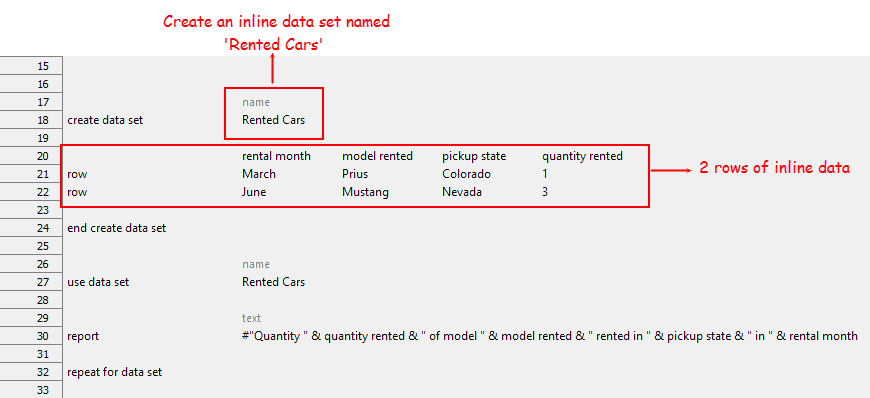 Create an inline data set named
'Rented Cars'
15
16
17 name
18 create data set Rented Cars
19
20 rental month model rented pickup state quantity rented
21 row March Prius Colorado 1
2 rows of inline data
22 row June Mustang Nevada 3
23
24 end create data set
25
26 name
27 use data set Rented Cars
28
29 text
30 report #"Quantity " & quantity rented & " of model " & model rented & " rented in " & pickup state & " in " & rental month
31
32 repeat for data set
33